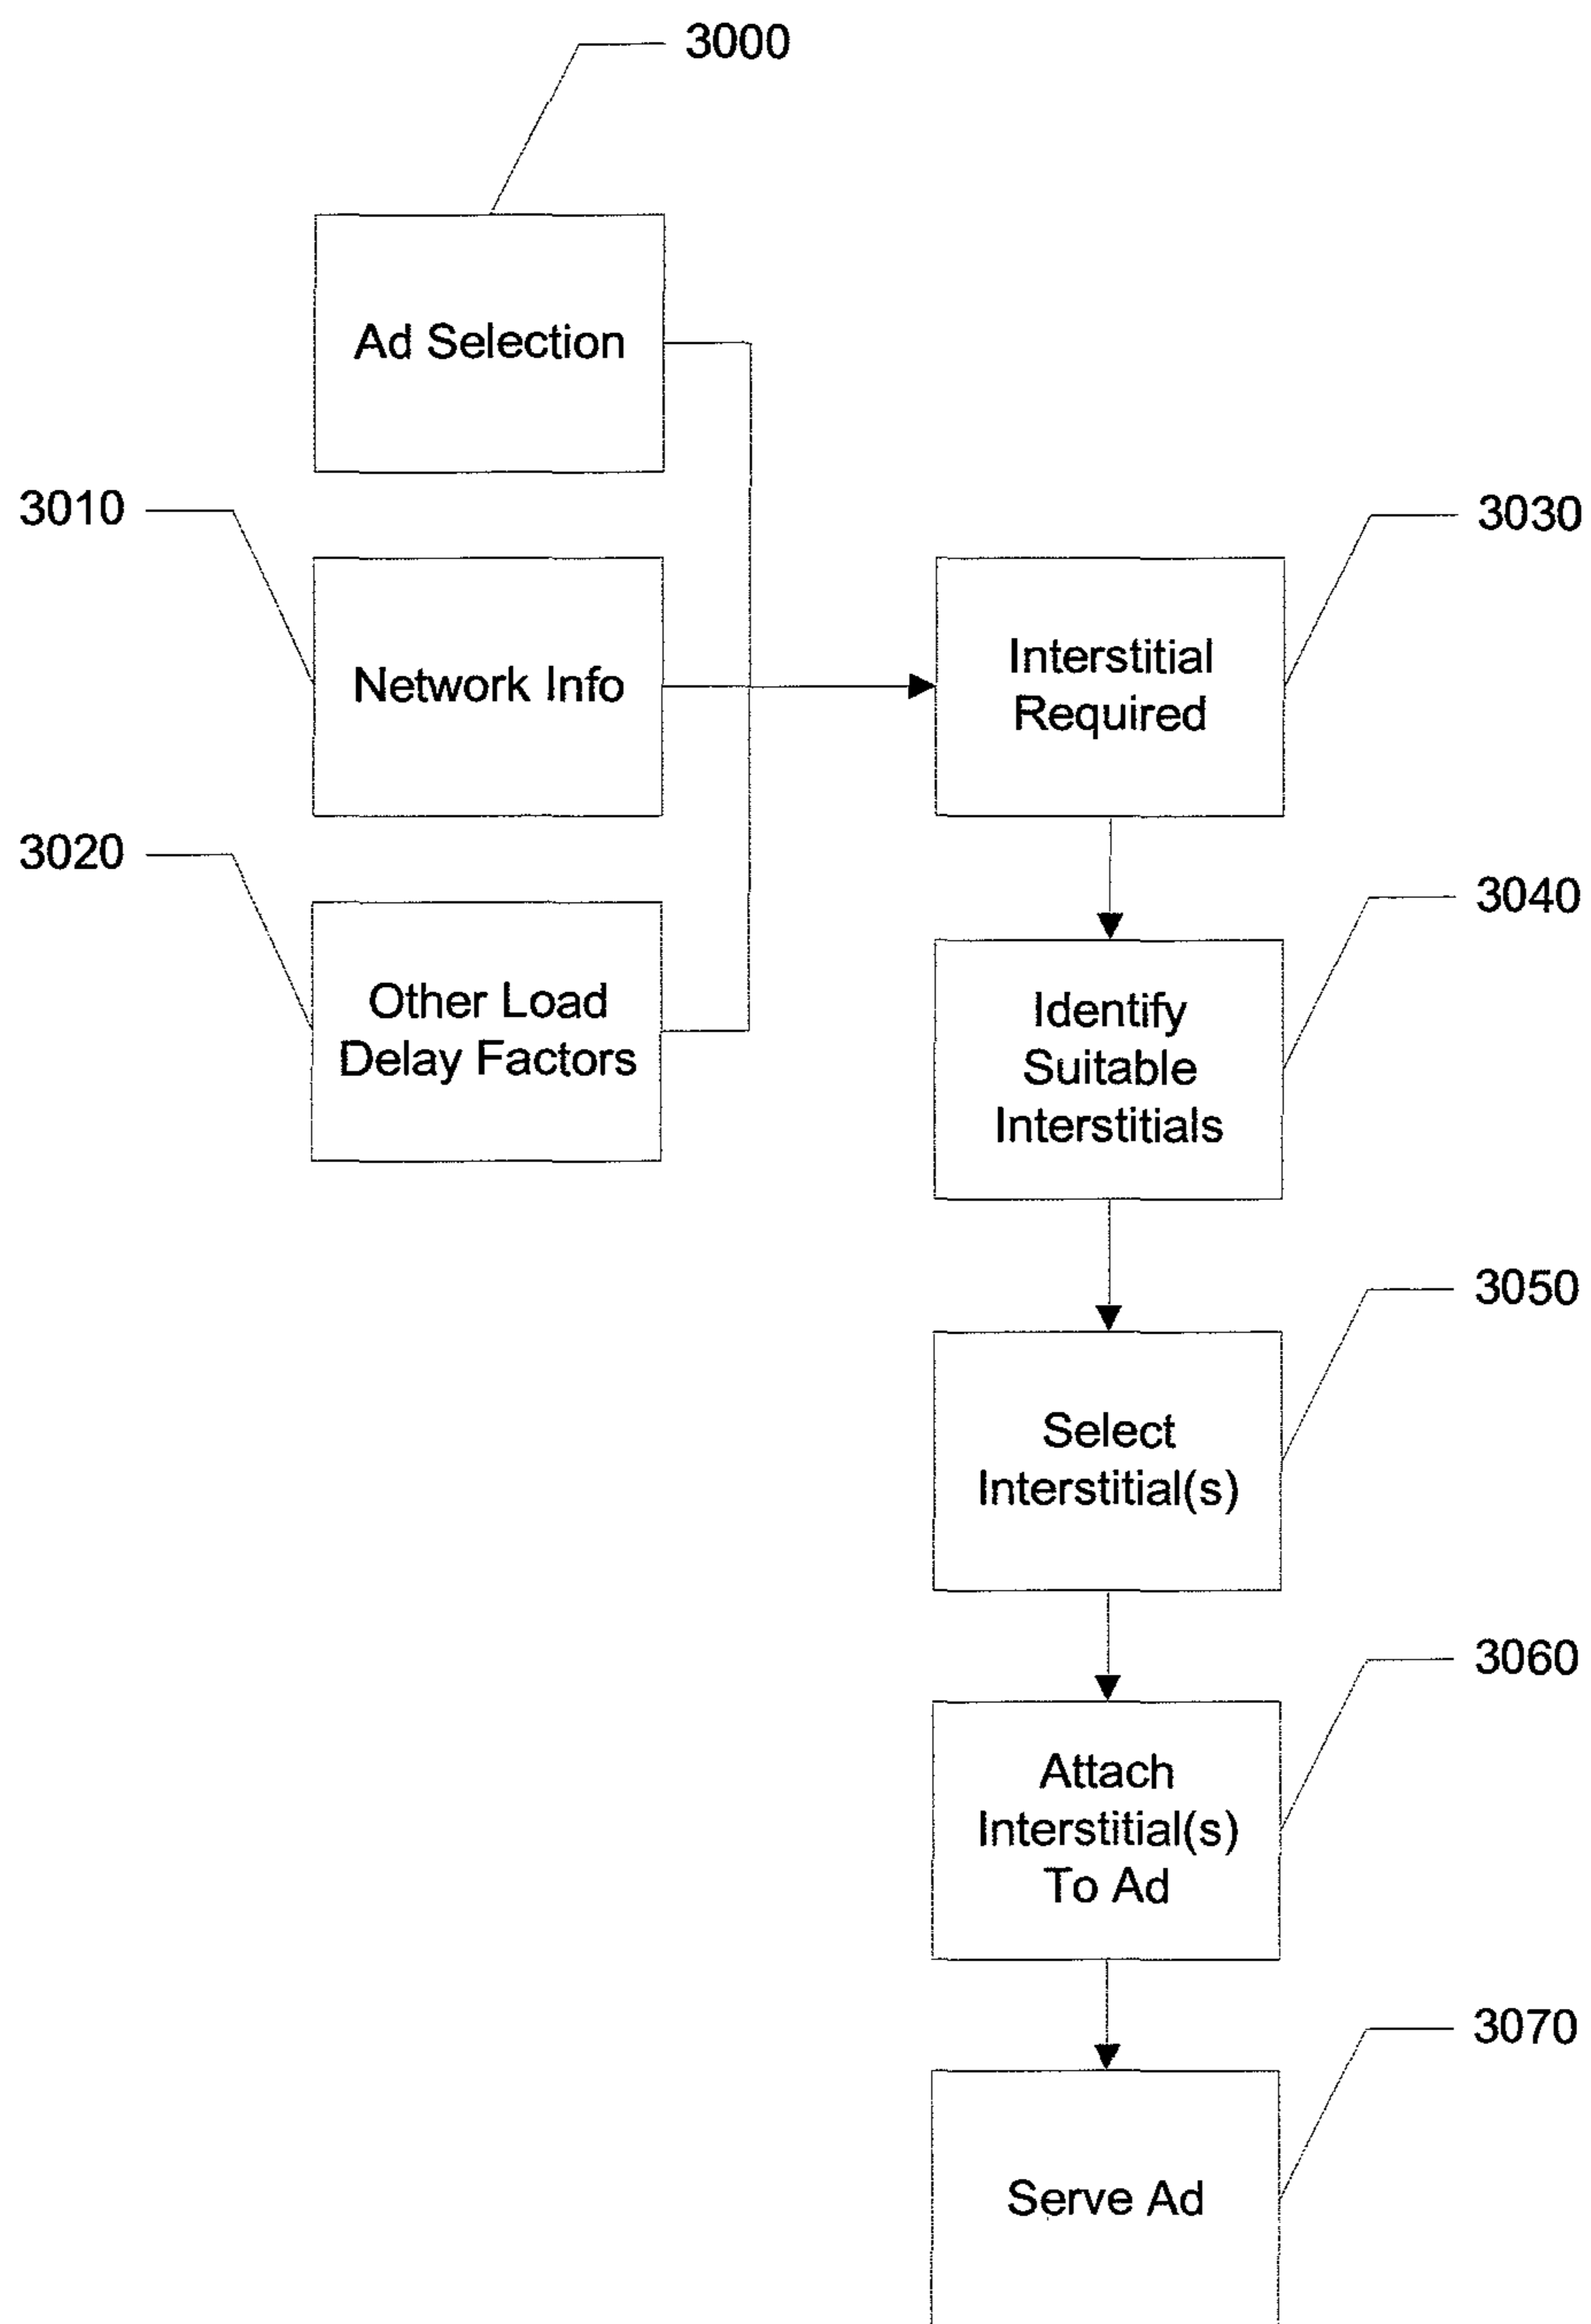 3000
Ad Selection
3010
Network Info
3020
Other Load
Delay Factors
3030
Interstitial
Required
3040
Identify
Suitable
Interstitials
3050
Select
Interstitial(s)
3060
Attach
Interstitial(s)
To Ad
3070
Serve Ad